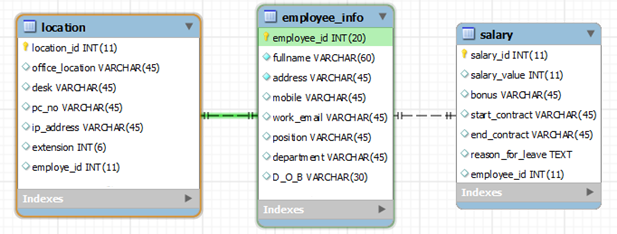 location
location_id INT(11)
office_location VARCHAR(45)
desk VARCHAR(45)
pc_no VARCHAR(45)
ip_address VARCHAR(45)
extension INT(6)
employe_id INT(11)
Indexes
employee_info
employee_id INT(20)
fullname VARCHAR(60)
address VARCHAR(45)
mobile VARCHAR(45)
work_email VARCHAR(45)
position VARCHAR(45)
department VARCHAR(45)
D_O_B VARCHAR(30)
Indexes
salary
salary_id INT(11)
salary_value INT(11)
bonus VARCHAR(45)
start_contract VARCHAR(45)
end_contract VARCHAR(45)
reason_for_leave TEXT
employee_id INT(11)
Indexes